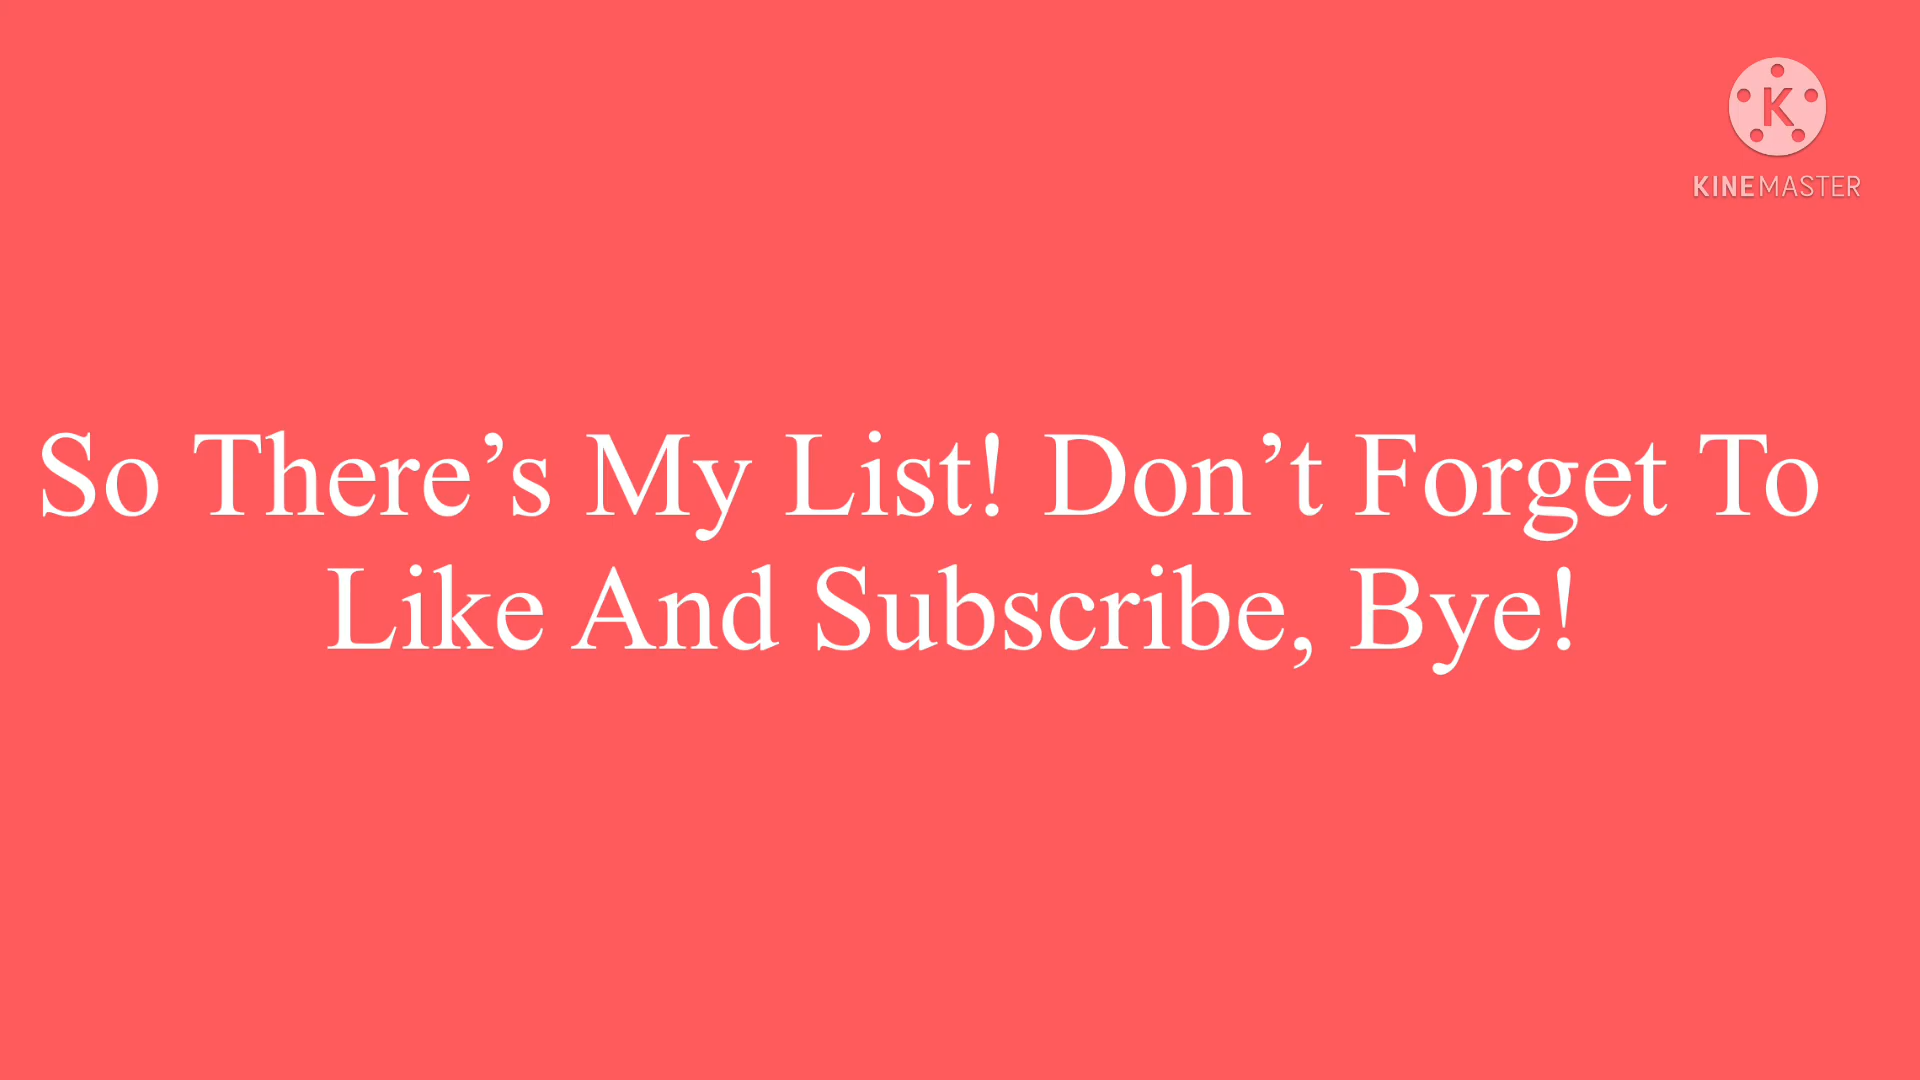 K
KINEMASTER
So There’s My List! Don’t Forget To
Like And Subscribe, Bye!